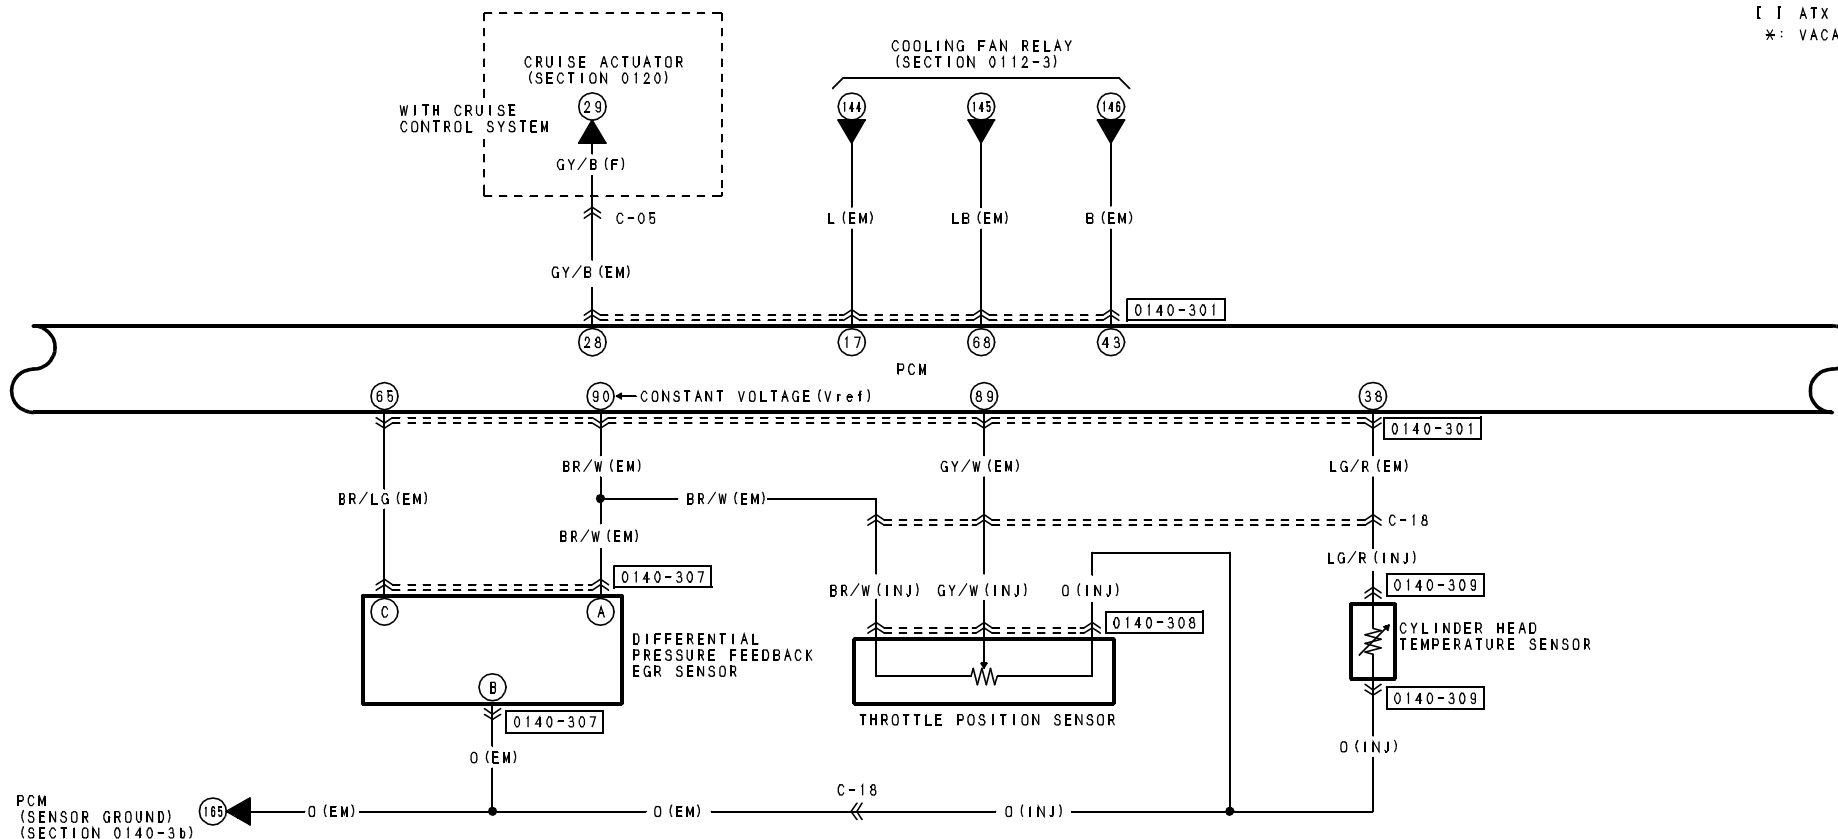 [ ] ATX
*: VACA
COOLING FAN RELAY
(SECTION 0112-3)
CRUISE ACTUATOR
(SECTION 0120)
WITH CRUISE
CONTROL SYSTEM
29
144
145
146
GY/B(F)
C-05
L(EM)
LB(EM)
B(EM)
GY/B(EM)
0140-301
28
17
68
43
PCM
65
90
CONSTANT VOLTAGE(Vref)
89
38
0140-301
BR/W(EM)
GY/W(EM)
LG/R(EM)
BR/LG(EM)
BR/W(EM)
C-18
BR/W(EM)
LG/R(INJ)
0140-307
BR/W(INJ)
GY/W(INJ)
O(INJ)
0140-309
C
A
0140-308
DIFFERENTIAL
PRESSURE FEEDBACK
EGR SENSOR
CYLINDER HEAD
TEMPERATURE SENSOR
B
0140-309
0140-307
THROTTLE POSITION SENSOR
O(EM)
O(INJ)
C-18
PCM
(SENSOR GROUND)
(SECTION 0140-3b)
165
O(EM)
O(EM)
O(INJ)